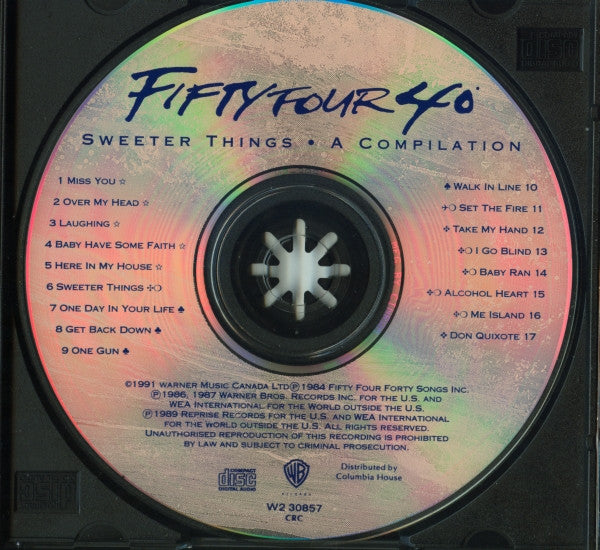 FIFTYFOUR 40°
SWEETER THINGS • A COMPILATION
1 MISS YOU ☆
2 OVER MY HEAD ☆
3 LAUGHING ☆
4 BABY HAVE SOME FAITH ☆
5 HERE IN MY HOUSE ☆
6 SWEETER THINGS ✣❍
7 ONE DAY IN YOUR LIFE ♣
8 GET BACK DOWN ♣
9 ONE GUN ♣
♣ WALK IN LINE 10
✣❍ SET THE FIRE 11
✣ TAKE MY HAND 12
✣❍ I GO BLIND 13
✣❍ BABY RAN 14
✣❍ ALCOHOL HEART 15
✣❍ ME ISLAND 16
✣ DON QUIXOTE 17
©1991 WARNER MUSIC CANADA LTD ℗ 1984 FIFTY FOUR FORTY SONGS INC.
℗ 1986, 1987 WARNER BROS. RECORDS INC. FOR THE U.S. AND
WEA INTERNATIONAL FOR THE WORLD OUTSIDE THE U.S.
℗ 1989 REPRISE RECORDS FOR THE U.S. AND WEA INTERNATIONAL
FOR THE WORLD OUTSIDE THE U.S. ALL RIGHTS RESERVED.
UNAUTHORISED REPRODUCTION OF THIS RECORDING IS PROHIBITED
BY LAW AND SUBJECT TO CRIMINAL PROSECUTION.
COMPACT
disc
DIGITAL AUDIO
WB
Distributed by
Columbia House
W2 30857
CRC
COMPACT
disc